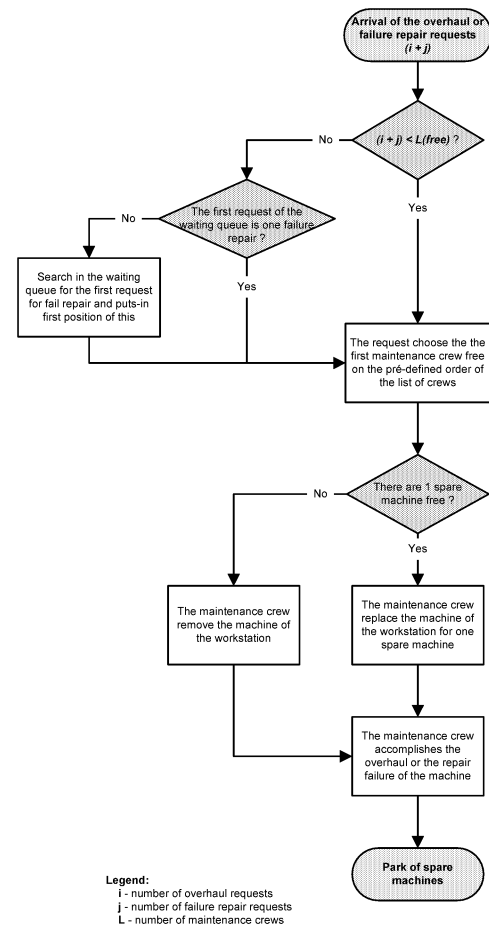 Arrival of the overhaul or
failure repair requests
(i + j)
(i + j) < L(free) ?
No
Yes
The first request of the
waiting queue is one failure
repair ?
No
Yes
Search in the waiting
queue for the first request
for fail repair and puts-in
first position of this
The request choose the the
first maintenance crew free
on the pré-defined order of
the list of crews
There are 1 spare
machine free ?
No
Yes
The maintenance crew
remove the machine of
the workstation
The maintenance crew
replace the machine of
the workstation for one
spare machine
The maintenance crew
accomplishes the
overhaul or the repair
failure of the machine
Park of spare
machines
Legend:
i - number of overhaul requests
j - number of failure repair requests
L - number of maintenance crews